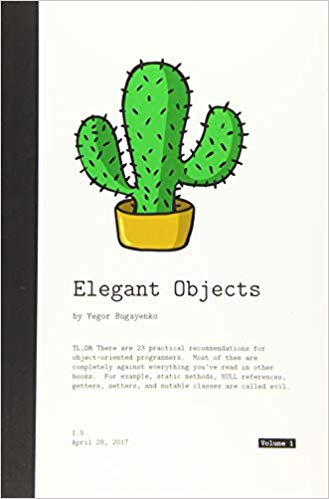 Elegant Objects
by Yegor Bugayenko
TL;DR There are 23 practical recommendations for
object-oriented programmers.  Most of them are
completely against everything you've read in other
books.  For example, static methods, NULL references,
getters, setters, and mutable classes are called evil.
1.5
April 28, 2017
Volume 1